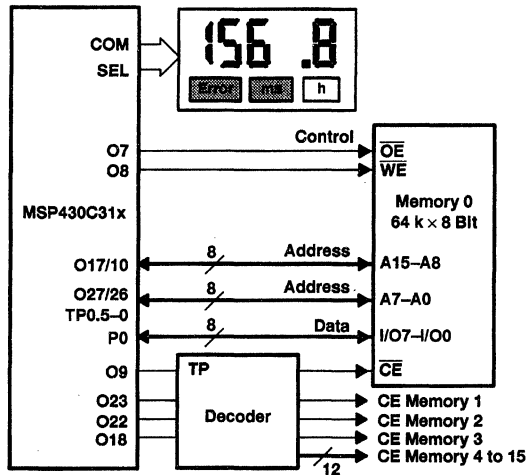 COM
SEL
156.8
Error ms h
Control
O7 OE
O8 WE
MSP430C31x
Memory 0
64 k × 8 Bit
8 Address
O17/10 A15–A8
8 Address
O27/26 A7–A0
TP0.5–0
8 Data
P0 I/O7–I/O0
O9 TP CE
O23 CE Memory 1
Decoder
O22 CE Memory 2
O18 CE Memory 3
CE Memory 4 to 15
12